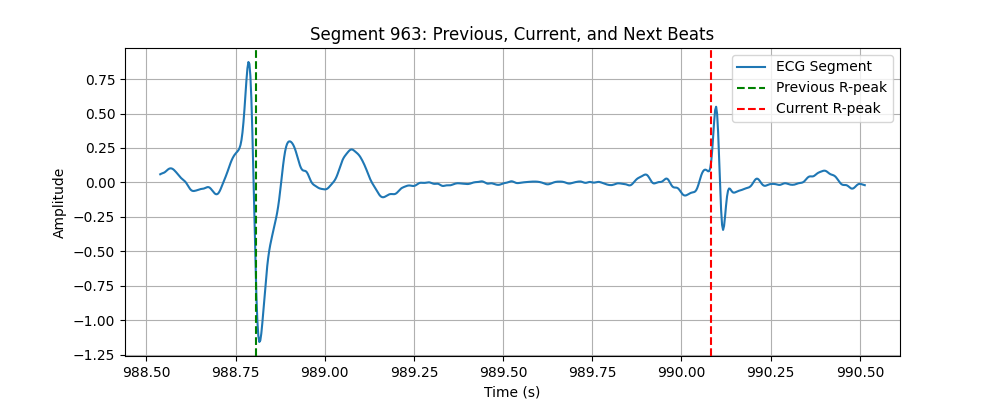 Segment 963: Previous, Current, and Next Beats
ECG Segment
Previous R-peak
Current R-peak
Amplitude
0.75
0.50
0.25
0.00
−0.25
−0.50
−0.75
−1.00
−1.25
988.50 988.75 989.00 989.25 989.50 989.75 990.00 990.25 990.50
Time (s)